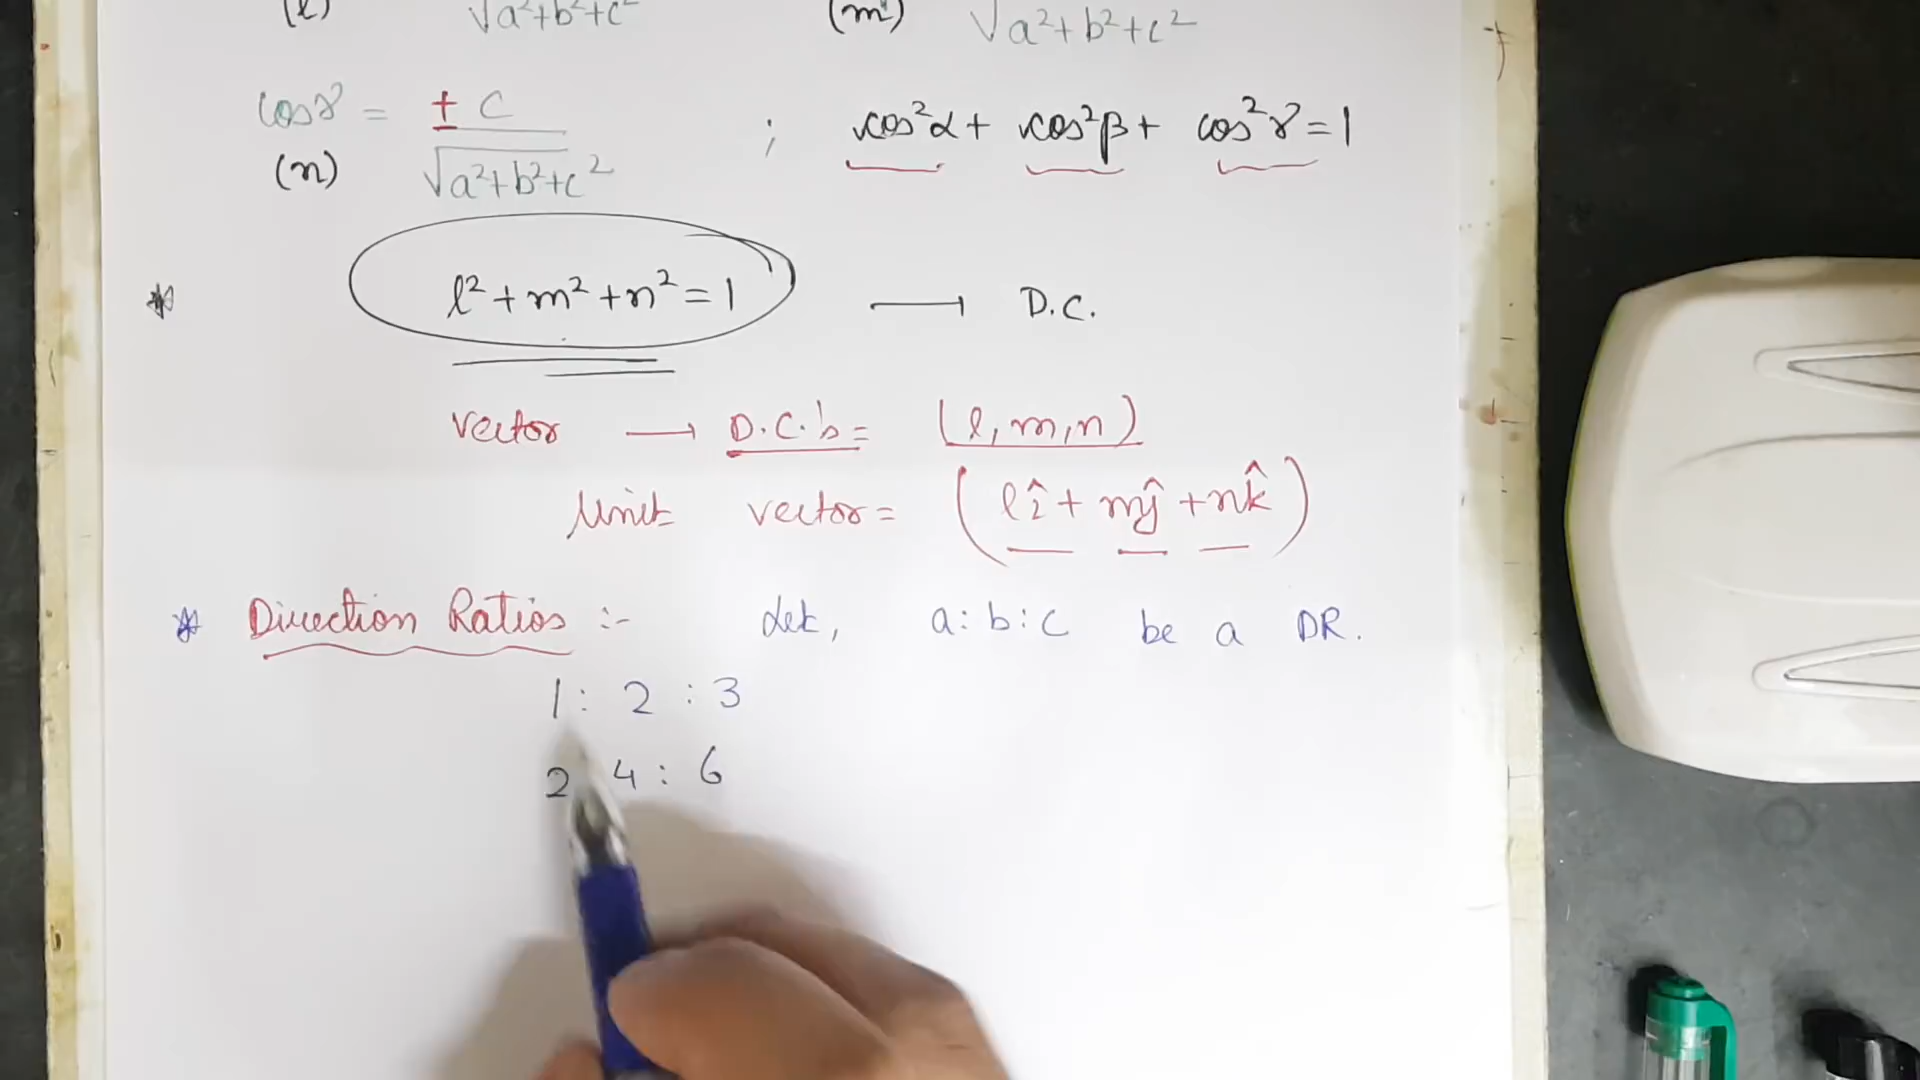 (l) √a²+b²+c² (m) √a²+b²+c²
cosγ = ± c / √a²+b²+c² ; cos²α + cos²β + cos²γ = 1
(n)
* l² + m² + n² = 1 → D.C.
vector → D.C.'s = (l, m, n)
Unit vector = (lî + mĵ + nk̂)
* Direction Ratios :- Let, a : b : c be a DR.
1 : 2 : 3
2 4 : 6